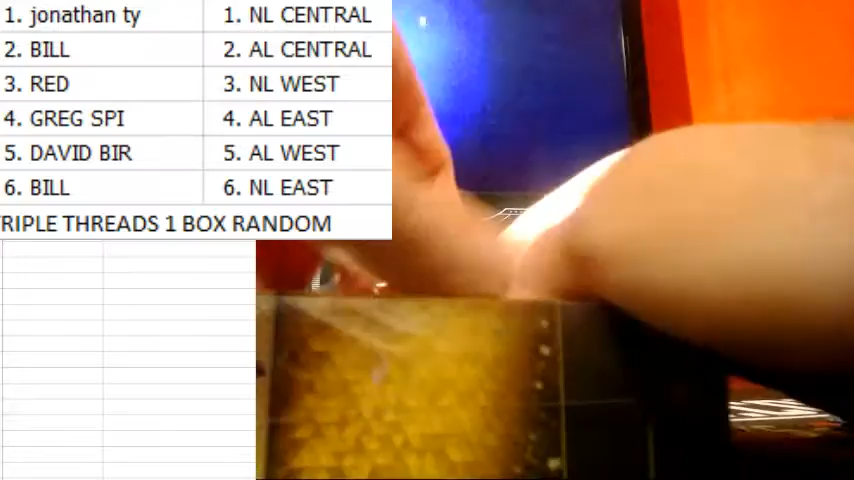 1. jonathan ty 1. NL CENTRAL
2. BILL 2. AL CENTRAL
3. RED 3. NL WEST
4. GREG SPI 4. AL EAST
5. DAVID BIR 5. AL WEST
6. BILL 6. NL EAST
TRIPLE THREADS 1 BOX RANDOM